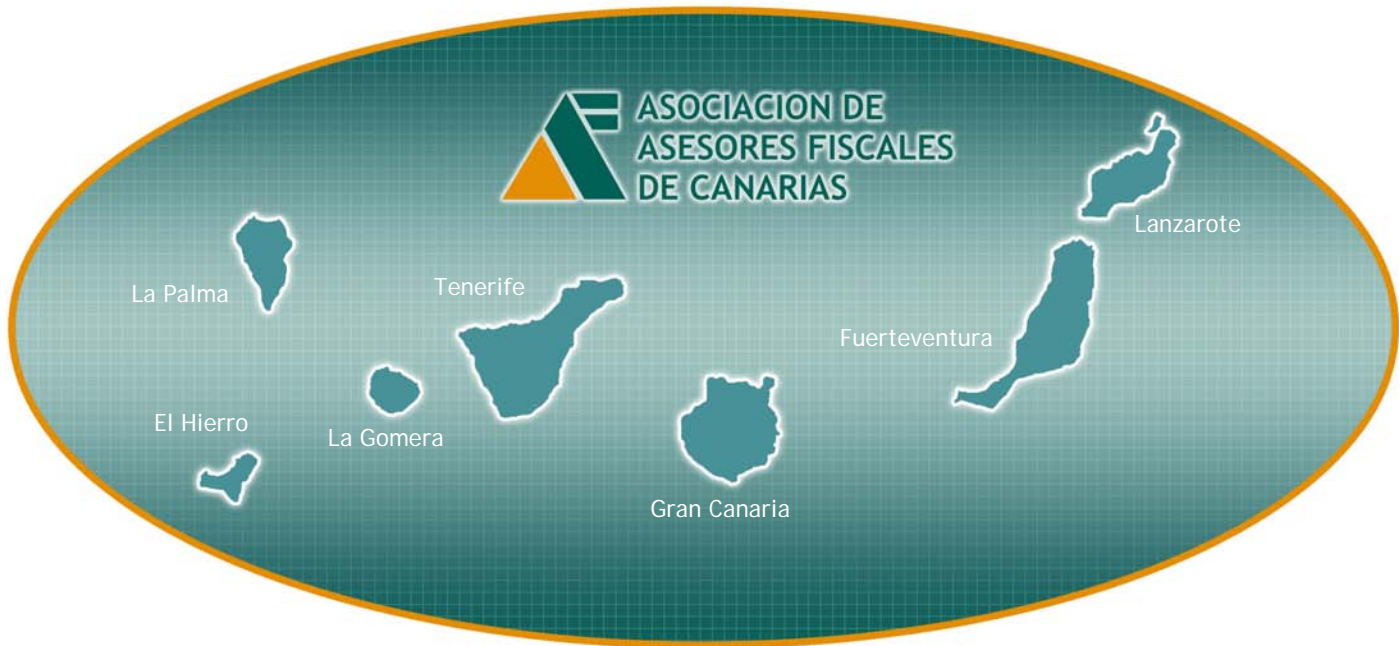 ASOCIACION DE
ASESORES FISCALES
DE CANARIAS
Lanzarote
La Palma
Tenerife
Fuerteventura
El Hierro
La Gomera
Gran Canaria